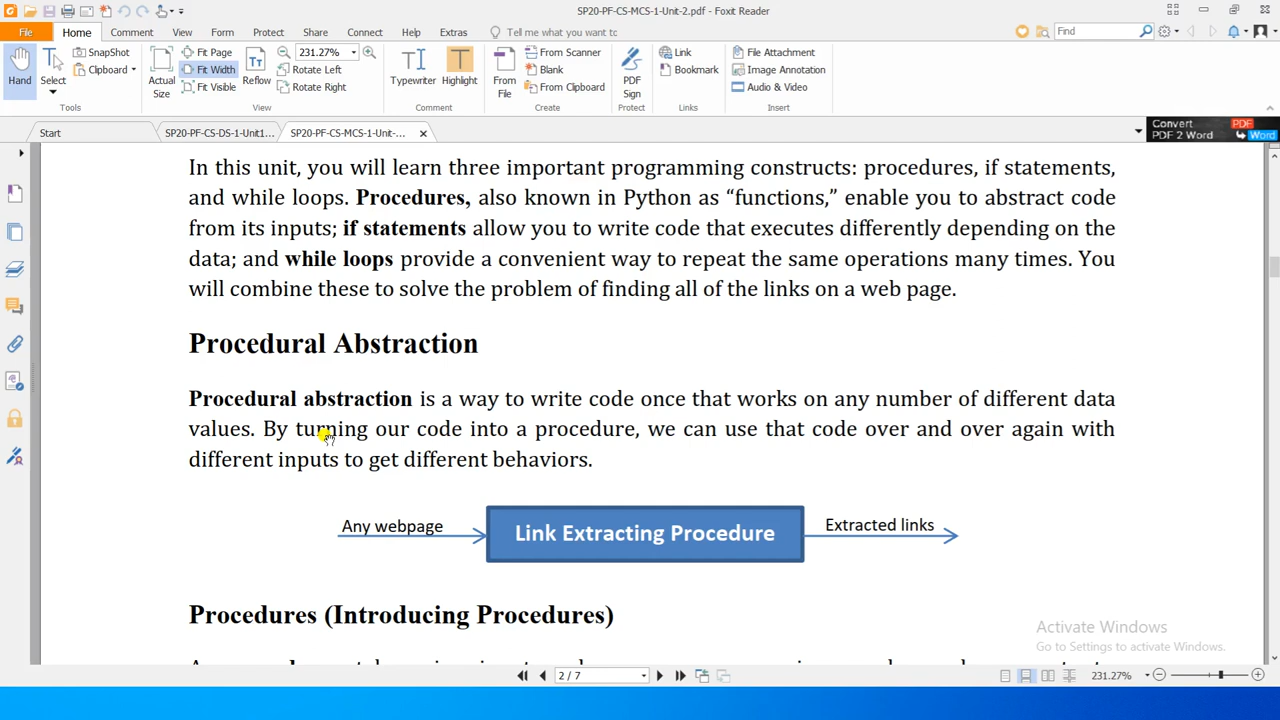 SP20-PF-CS-MCS-1-Unit-2.pdf - Foxit Reader
File Home Comment View Form Protect Share Connect Help Extras Tell me what you want tc Find
Hand Select SnapShot Clipboard Actual Size Fit Page Fit Width Fit Visible Reflow 231.27% Rotate Left Rotate Right Typewriter Highlight From File From Scanner Blank From Clipboard PDF Sign Link Bookmark File Attachment Image Annotation Audio & Video
Tools View Comment Create Protect Links Insert
Start SP20-PF-CS-DS-1-Unit1... SP20-PF-CS-MCS-1-Unit-... Convert PDF 2 Word PDF Word
In this unit, you will learn three important programming constructs: procedures, if statements,
and while loops. Procedures, also known in Python as “functions,” enable you to abstract code
from its inputs; if statements allow you to write code that executes differently depending on the
data; and while loops provide a convenient way to repeat the same operations many times. You
will combine these to solve the problem of finding all of the links on a web page.
Procedural Abstraction
Procedural abstraction is a way to write code once that works on any number of different data
values. By turning our code into a procedure, we can use that code over and over again with
different inputs to get different behaviors.
Any webpage Link Extracting Procedure Extracted links
Procedures (Introducing Procedures)
Activate Windows
Go to Settings to activate Windows.
2 / 7 231.27%